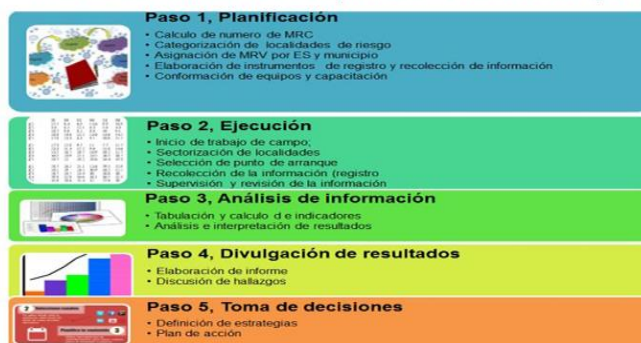 Paso 1, Planificación
• Calculo de numero de MRC
• Categorización de localidades de riesgo
• Asignación de MRV por ES y municipio
• Elaboración de instrumentos de registro y recolección de información
• Conformación de equipos y capacitación
Paso 2, Ejecución
• Inicio de trabajo de campo;
• Sectorización de localidades
• Selección de punto de arranque
• Recolección de la información (registro
• Supervisión y revisión de la información
Paso 3, Análisis de información
• Tabulación y calculo d e indicadores
• Análisis e interpretación de resultados
Paso 4, Divulgación de resultados
• Elaboración de informe
• Discusión de hallazgos
Paso 5, Toma de decisiones
• Definición de estrategias
• Plan de acción